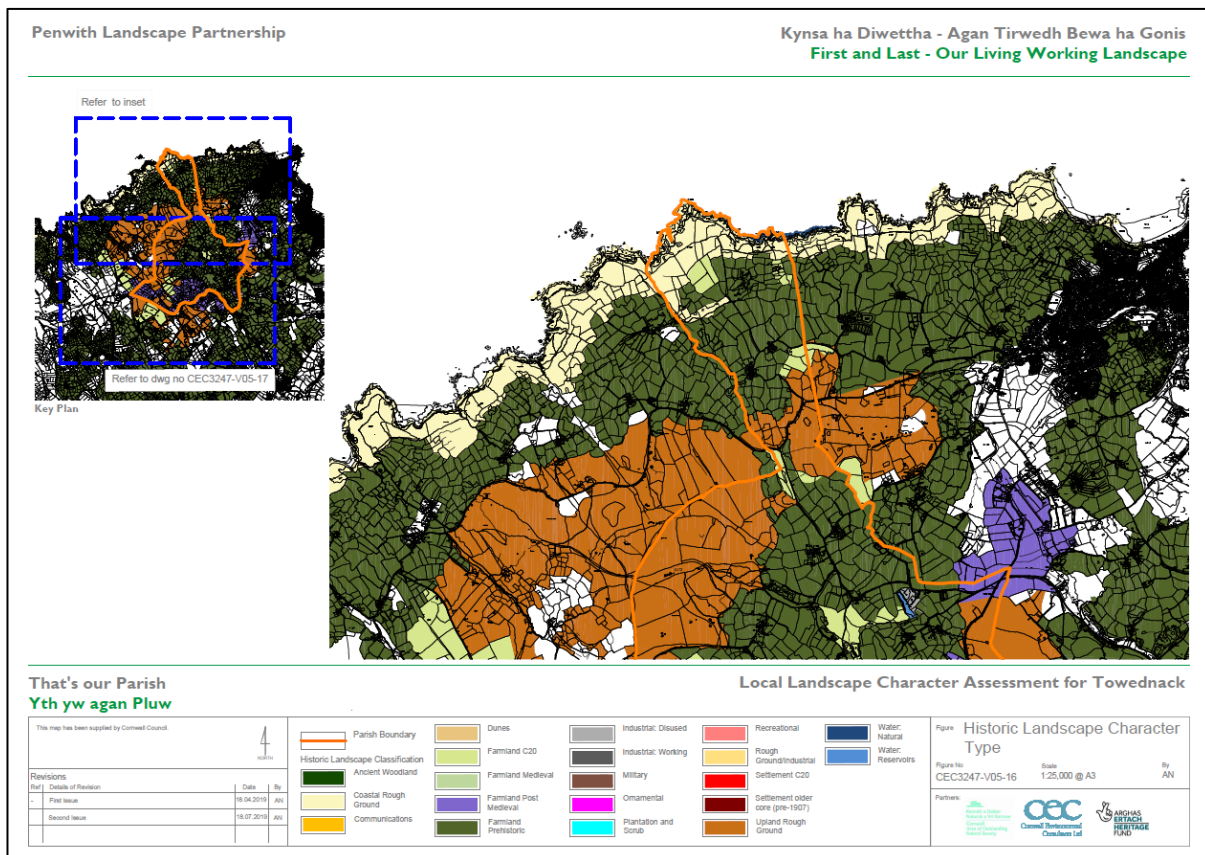 Penwith Landscape Partnership
Kynsa ha Diwettha - Agan Tirwedh Bewa ha Gonis
First and Last - Our Living Working Landscape
Refer to inset
Refer to dwg no CEC3247-V05-17
Key Plan
That's our Parish
Yth yw agan Pluw
Local Landscape Character Assessment for Towednack
This map has been supplied by Cornwall Council.
NORTH
Revisions
Ref Details of Revision Date By
- First Issue 18.04.2019 AN
Second Issue 18.07.2019 AN
Parish Boundary
Historic Landscape Classification
Ancient Woodland
Coastal Rough
Ground
Communications
Dunes
Farmland C20
Farmland Medieval
Farmland Post
Medieval
Farmland
Prehistoric
Industrial: Disused
Industrial: Working
Military
Ornamental
Plantation and
Scrub
Recreational
Rough
Ground/Industrial
Settlement C20
Settlement older
core (pre-1907)
Upland Rough
Ground
Water:
Natural
Water:
Reservoirs
Figure Historic Landscape Character
Type
Figure No Scale By
CEC3247-V05-16 1:25,000 @ A3 AN
Partners:
cec
Cornwall Environmental
Consultants Ltd
ARGHAS
ERTACH
HERITAGE
FUND